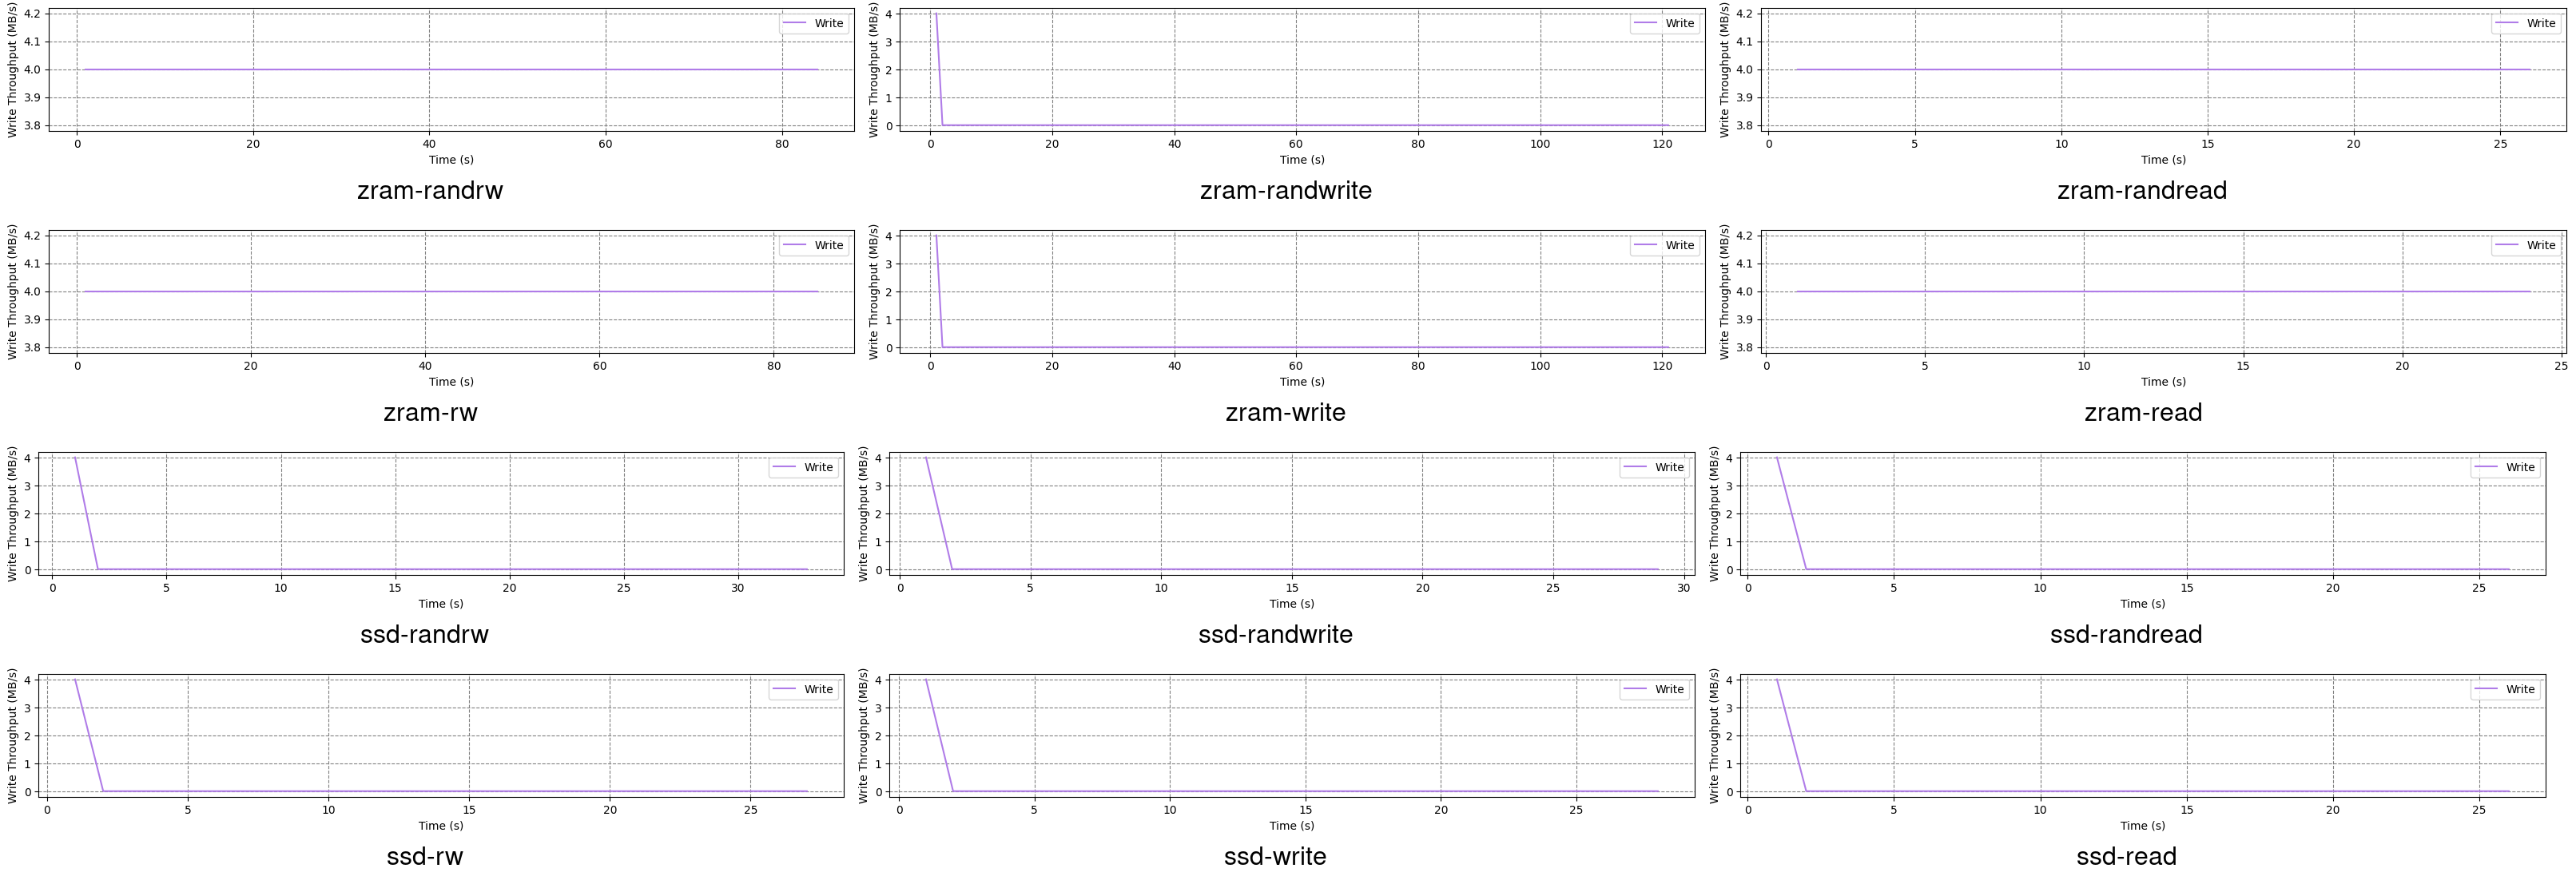 Write Throughput (MB/s)
4.2
4.1
4.0
3.9
3.8
Write
0 20 40 60 80
Time (s)
zram-randrw
Write Throughput (MB/s)
4
3
2
1
0
Write
0 20 40 60 80 100 120
Time (s)
zram-randwrite
Write Throughput (MB/s)
4.2
4.1
4.0
3.9
3.8
Write
0 5 10 15 20 25
Time (s)
zram-randread
Write Throughput (MB/s)
4.2
4.1
4.0
3.9
3.8
Write
0 20 40 60 80
Time (s)
zram-rw
Write Throughput (MB/s)
4
3
2
1
0
Write
0 20 40 60 80 100 120
Time (s)
zram-write
Write Throughput (MB/s)
4.2
4.1
4.0
3.9
3.8
Write
0 5 10 15 20 25
Time (s)
zram-read
Write Throughput (MB/s)
4
3
2
1
0
Write
0 5 10 15 20 25 30
Time (s)
ssd-randrw
Write Throughput (MB/s)
4
3
2
1
0
Write
0 5 10 15 20 25 30
Time (s)
ssd-randwrite
Write Throughput (MB/s)
4
3
2
1
0
Write
0 5 10 15 20 25
Time (s)
ssd-randread
Write Throughput (MB/s)
4
3
2
1
0
Write
0 5 10 15 20 25
Time (s)
ssd-rw
Write Throughput (MB/s)
4
3
2
1
0
Write
0 5 10 15 20 25
Time (s)
ssd-write
Write Throughput (MB/s)
4
3
2
1
0
Write
0 5 10 15 20 25
Time (s)
ssd-read